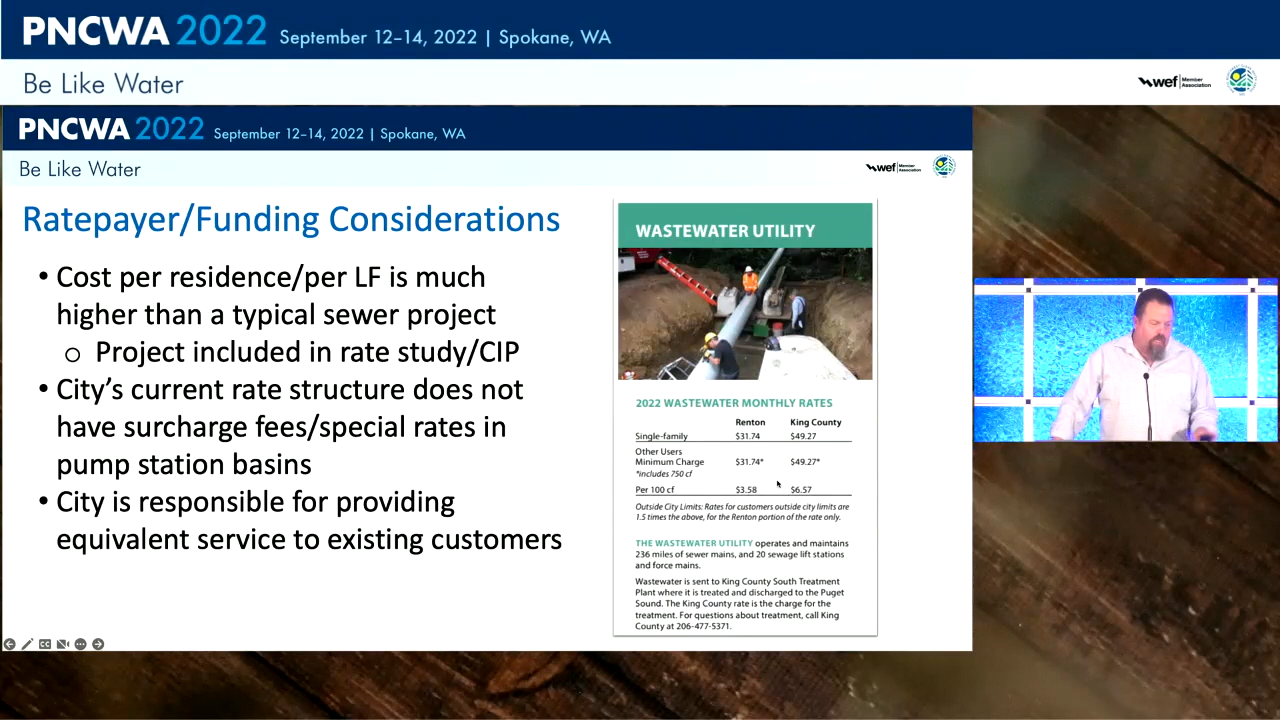 PNCWA 2022 September 12–14, 2022 | Spokane, WA
Be Like Water
wef Member Association
PNCWA 2022 September 12–14, 2022 | Spokane, WA
Be Like Water
wef Member Association
Ratepayer/Funding Considerations
• Cost per residence/per LF is much
higher than a typical sewer project
o Project included in rate study/CIP
• City's current rate structure does not
have surcharge fees/special rates in
pump station basins
• City is responsible for providing
equivalent service to existing customers
WASTEWATER UTILITY
2022 WASTEWATER MONTHLY RATES
Renton King County
Single-family $31.74 $49.27
Other Users
Minimum Charge $31.74* $49.27*
*includes 750 cf
Per 100 cf $3.58 $6.57
Outside City Limits: Rates for customers outside city limits are
1.5 times the above, for the Renton portion of the rate only.
THE WASTEWATER UTILITY operates and maintains
236 miles of sewer mains, and 20 sewage lift stations
and force mains.
Wastewater is sent to King County South Treatment
Plant where it is treated and discharged to the Puget
Sound. The King County rate is the charge for the
treatment. For questions about treatment, call King
County at 206-477-5371.